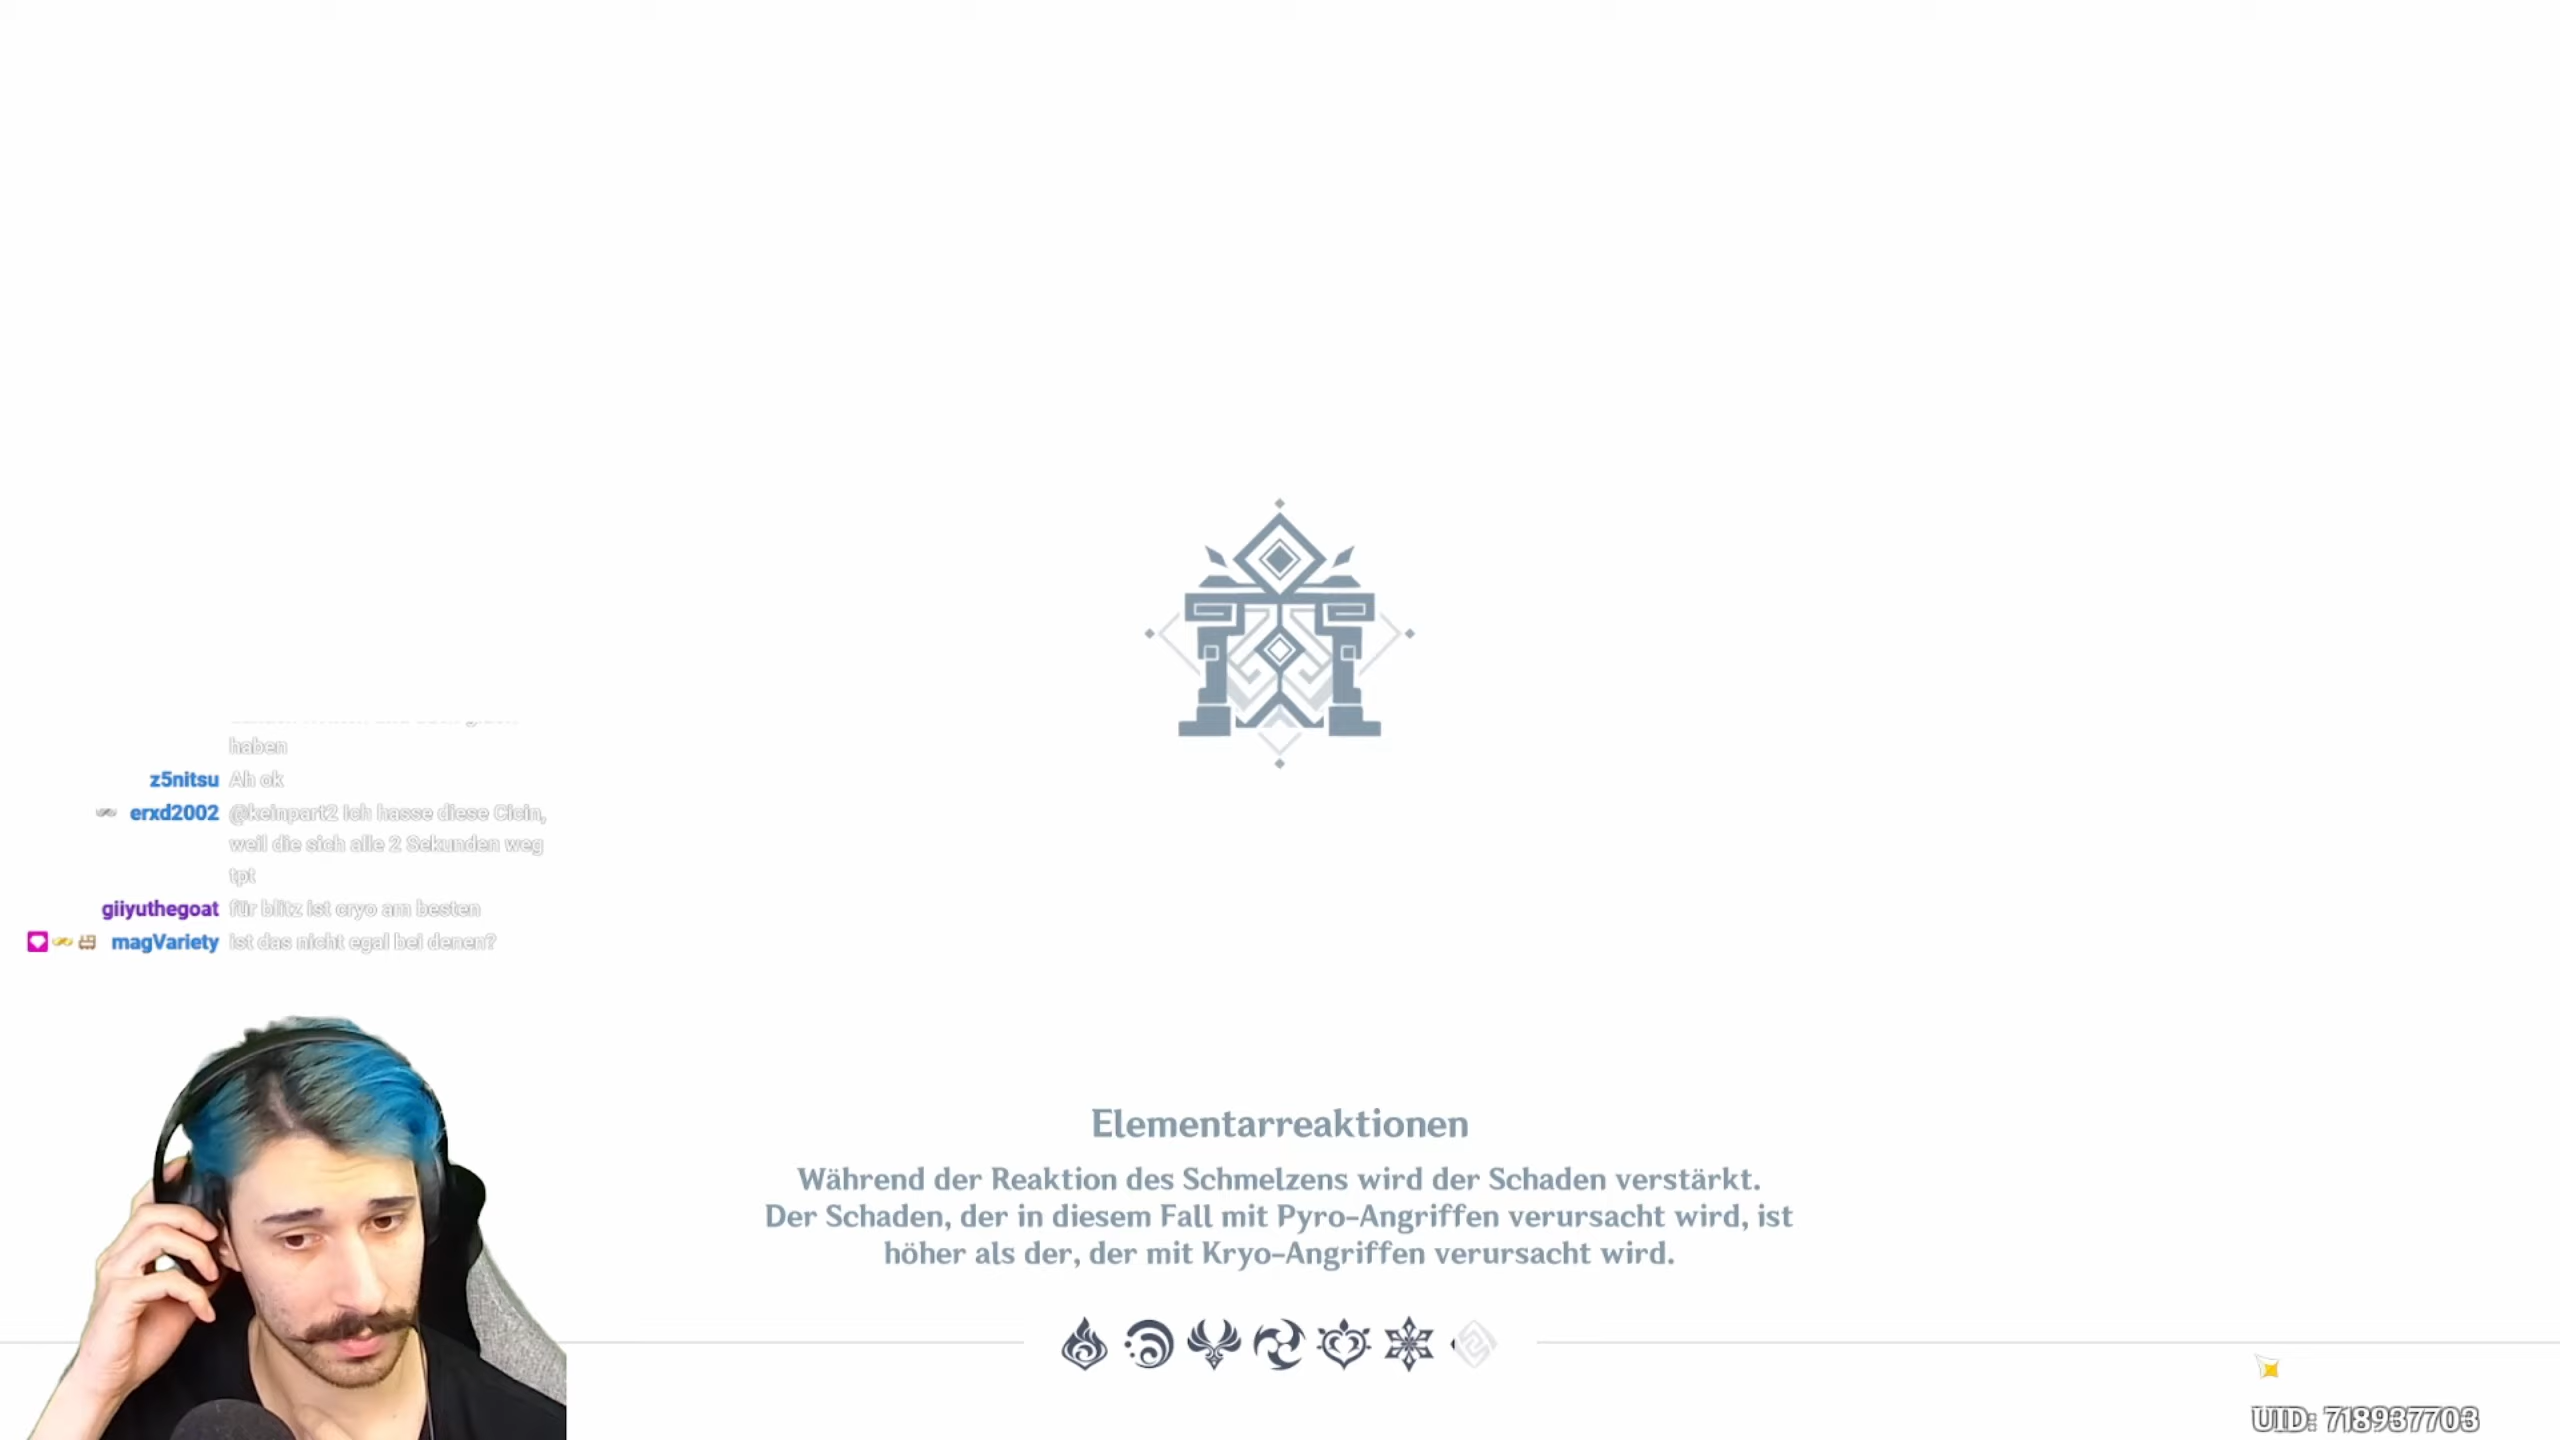 haben
z5nitsu Ah ok
erxd2002 @keinpart2 Ich hasse diese Cicin,
weil die sich alle 2 Sekunden weg
tpt
giiyuthegoat für blitz ist cryo am besten
magVariety ist das nicht egal bei denen?
Elementarreaktionen
Während der Reaktion des Schmelzens wird der Schaden verstärkt.
Der Schaden, der in diesem Fall mit Pyro-Angriffen verursacht wird, ist
höher als der, der mit Kryo-Angriffen verursacht wird.
UID: 718937703